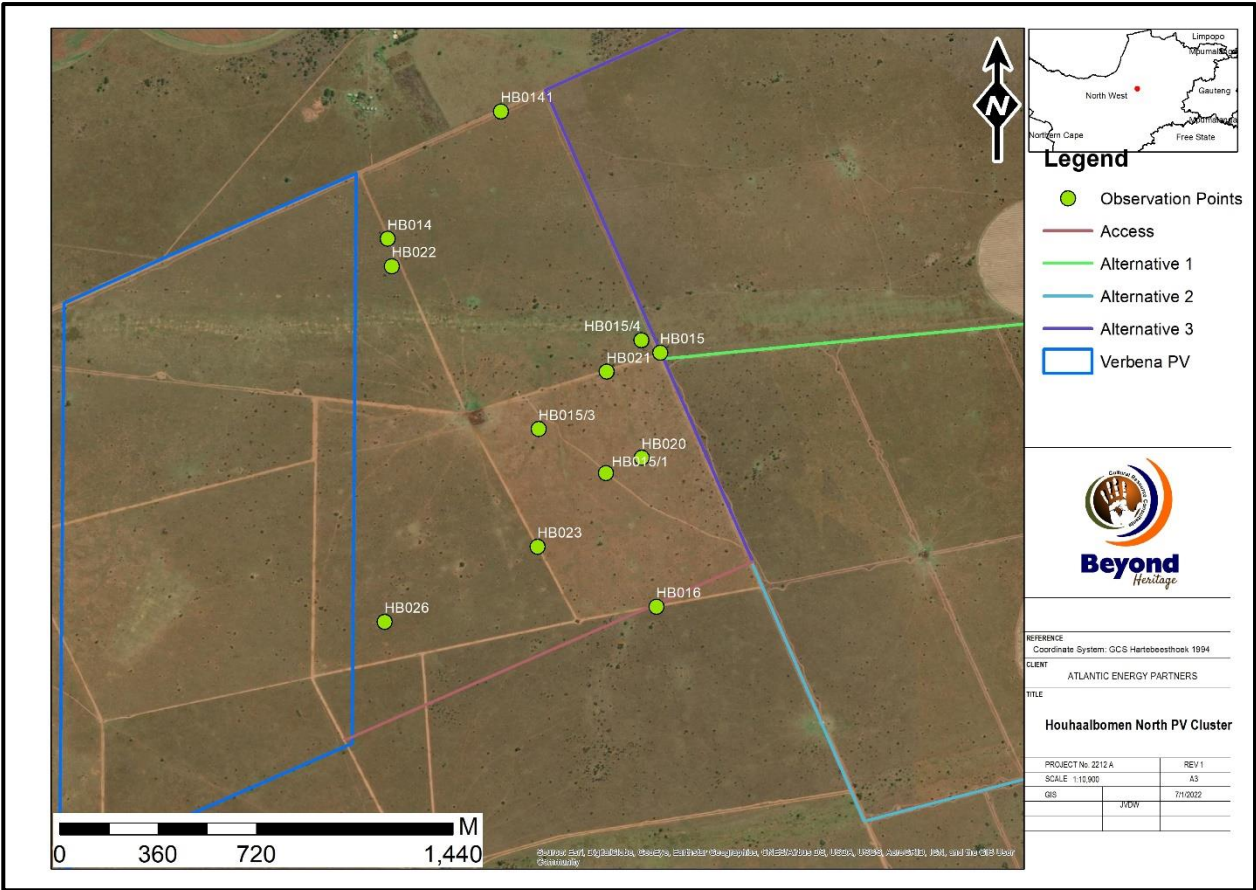 HB0141
HB014
HB022
HB015/4
HB015
HB021
HB015/3
HB020
HB015/1
HB023
HB016
HB026
N
0 360 720 1,440
M
Limpopo
North West
Gauteng
Northern Cape
Free State
Legend
Observation Points
Access
Alternative 1
Alternative 2
Alternative 3
Verbena PV
Beyond
Heritage
REFERENCE
Coordinate System: GCS Hartebeesthoek 1994
CLIENT
ATLANTIC ENERGY PARTNERS
TITLE
Houhaalbomen North PV Cluster
PROJECT No. 2212 A REV 1
SCALE 1:10,900 A3
GIS 7/1/2022
JVDW